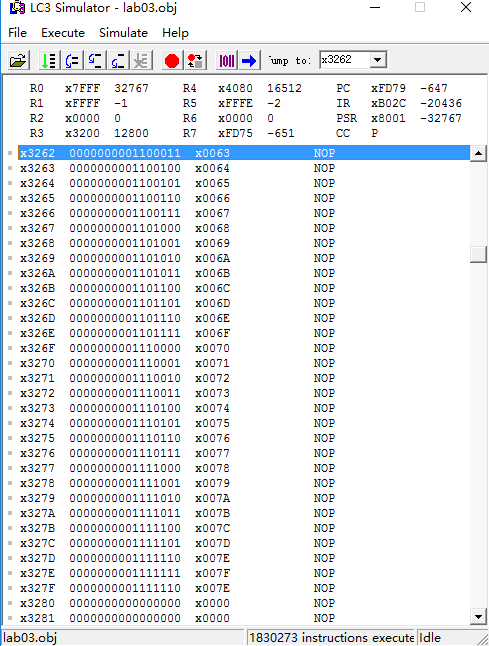 LC3 Simulator - lab03.obj
File Execute Simulate Help
Jump to: x3262
R0 x7FFF 32767 R4 x4080 16512 PC xFD79 -647
R1 xFFFF -1 R5 xFFFE -2 IR xB02C -20436
R2 x0000 0 R6 x0000 0 PSR x8001 -32767
R3 x3200 12800 R7 xFD75 -651 CC P
x3262 0000000001100011 x0063 NOP
x3263 0000000001100100 x0064 NOP
x3264 0000000001100101 x0065 NOP
x3265 0000000001100110 x0066 NOP
x3266 0000000001100111 x0067 NOP
x3267 0000000001101000 x0068 NOP
x3268 0000000001101001 x0069 NOP
x3269 0000000001101010 x006A NOP
x326A 0000000001101011 x006B NOP
x326B 0000000001101100 x006C NOP
x326C 0000000001101101 x006D NOP
x326D 0000000001101110 x006E NOP
x326E 0000000001101111 x006F NOP
x326F 0000000001110000 x0070 NOP
x3270 0000000001110001 x0071 NOP
x3271 0000000001110010 x0072 NOP
x3272 0000000001110011 x0073 NOP
x3273 0000000001110100 x0074 NOP
x3274 0000000001110101 x0075 NOP
x3275 0000000001110110 x0076 NOP
x3276 0000000001110111 x0077 NOP
x3277 0000000001111000 x0078 NOP
x3278 0000000001111001 x0079 NOP
x3279 0000000001111010 x007A NOP
x327A 0000000001111011 x007B NOP
x327B 0000000001111100 x007C NOP
x327C 0000000001111101 x007D NOP
x327D 0000000001111110 x007E NOP
x327E 0000000001111111 x007F NOP
x327F 0000000001111110 x007E NOP
x3280 0000000000000000 x0000 NOP
x3281 0000000000000000 x0000 NOP
lab03.obj 1830273 instructions execute Idle